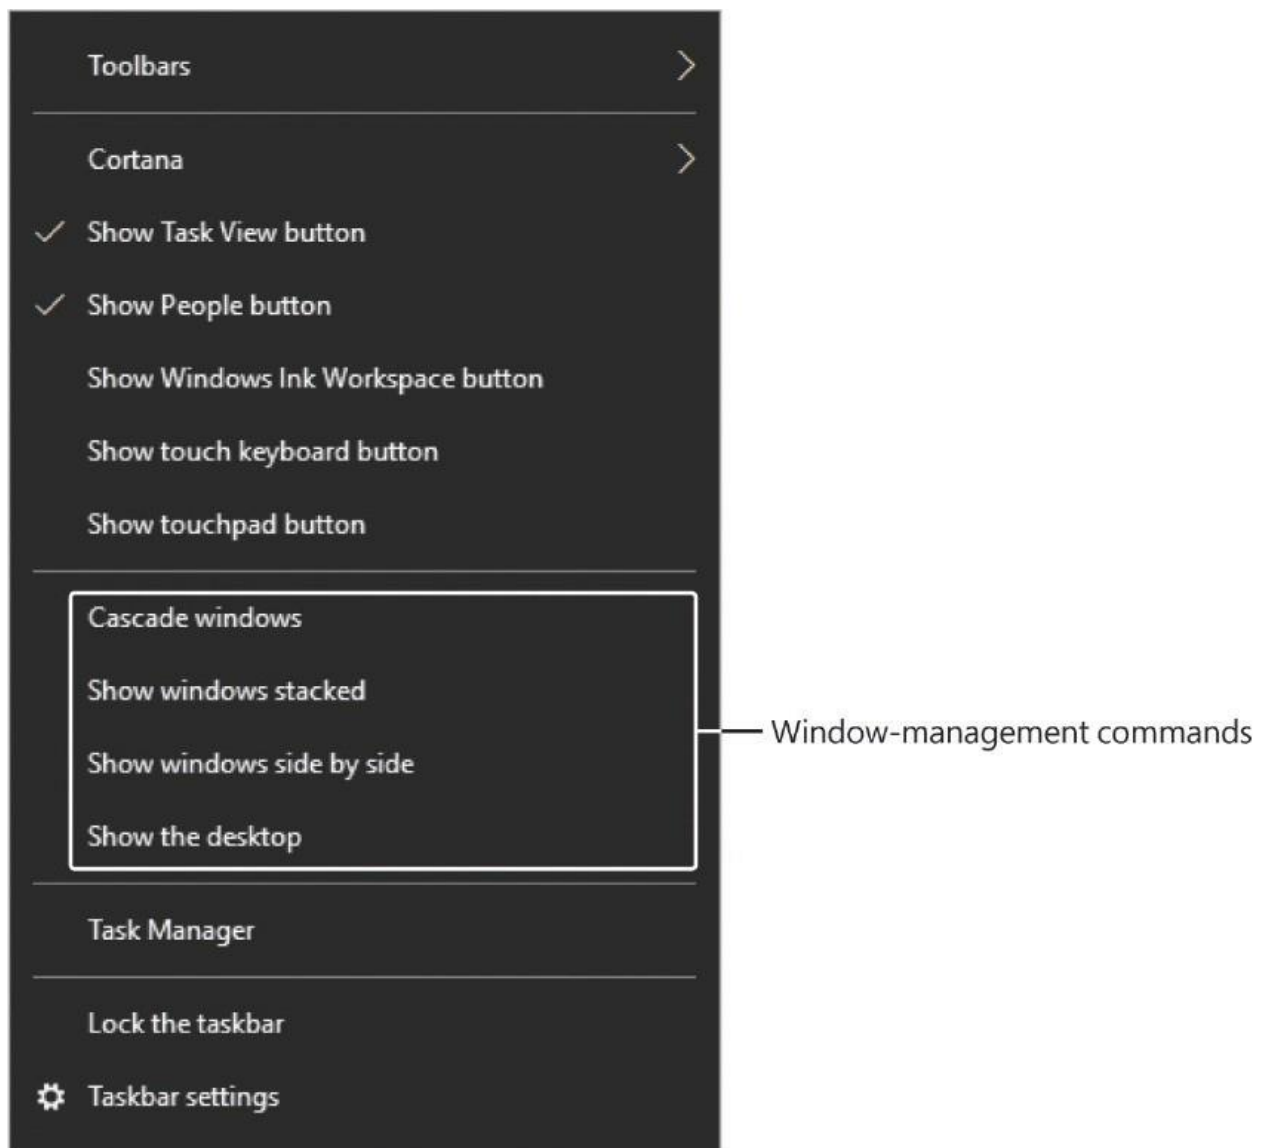 Toolbars
Cortana
Show Task View button
Show People button
Show Windows Ink Workspace button
Show touch keyboard button
Show touchpad button
Cascade windows
Show windows stacked
Show windows side by side
Show the desktop
Window-management commands
Task Manager
Lock the taskbar
Taskbar settings